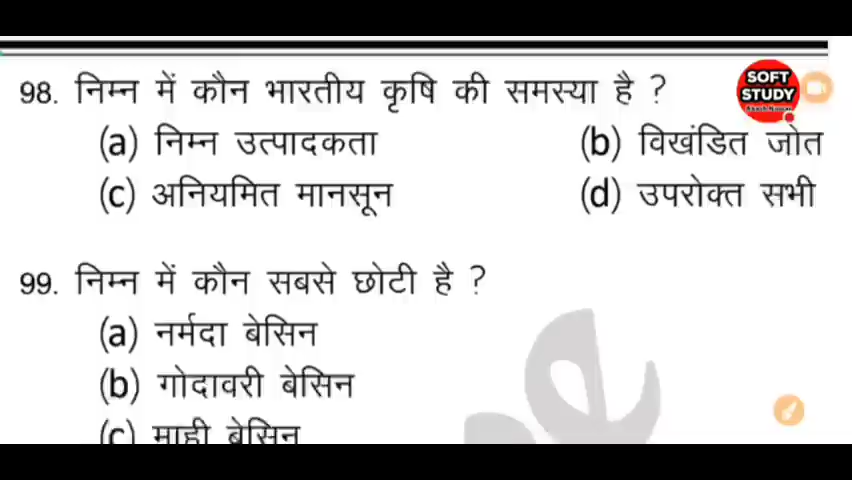 98. निम्न में कौन भारतीय कृषि की समस्या है ?
SOFT
STUDY
(a) निम्न उत्पादकता (b) विखंडित जोत
(c) अनियमित मानसून (d) उपरोक्त सभी
99. निम्न में कौन सबसे छोटी है ?
(a) नर्मदा बेसिन
(b) गोदावरी बेसिन
(c) माही बेसिन